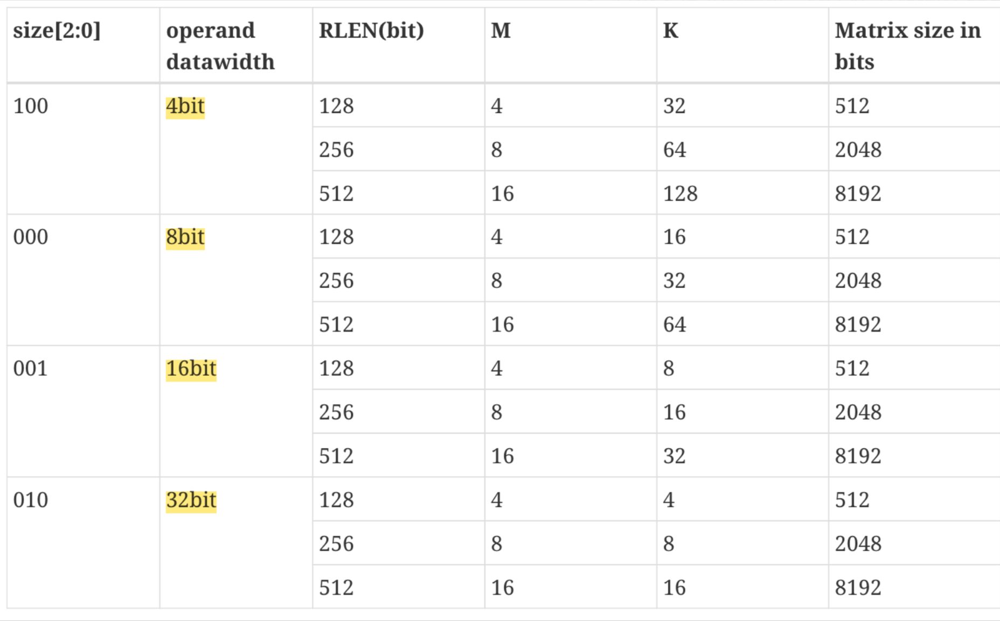 size[2:0] operand datawidth RLEN(bit) M K Matrix size in bits
100 4bit 128 4 32 512
256 8 64 2048
512 16 128 8192
000 8bit 128 4 16 512
256 8 32 2048
512 16 64 8192
001 16bit 128 4 8 512
256 8 16 2048
512 16 32 8192
010 32bit 128 4 4 512
256 8 8 2048
512 16 16 8192